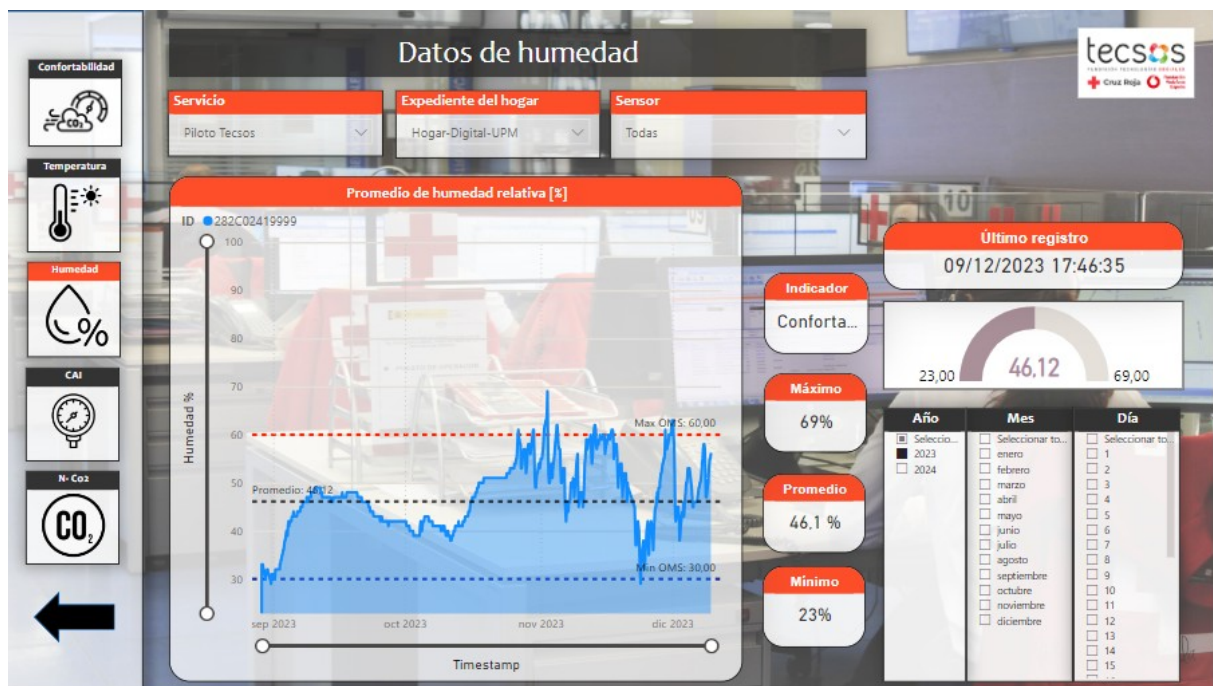 Datos de humedad
tecsos
Cruz Roja
Confortabilidad
CO₂
Temperatura
Humedad
%
CAI
N- Co2
CO₂
Servicio
Piloto Tecsos
Expediente del hogar
Hogar-Digital-UPM
Sensor
Todas
Promedio de humedad relativa [%]
ID 282C02419999
100
90
80
70
60
50
40
30
Humedad %
Max OMS: 60,00
Promedio: 46,12
Min OMS: 30,00
sep 2023
oct 2023
nov 2023
dic 2023
Timestamp
Indicador
Conforta...
Máximo
69%
Promedio
46,1 %
Mínimo
23%
10
Último registro
09/12/2023 17:46:35
23,00
46,12
69,00
Año
Seleccio...
2023
2024
Mes
Seleccionar to...
enero
febrero
marzo
abril
mayo
junio
julio
agosto
septiembre
octubre
noviembre
diciembre
Día
Seleccionar to...
1
2
3
4
5
6
7
8
9
10
11
12
13
14
15